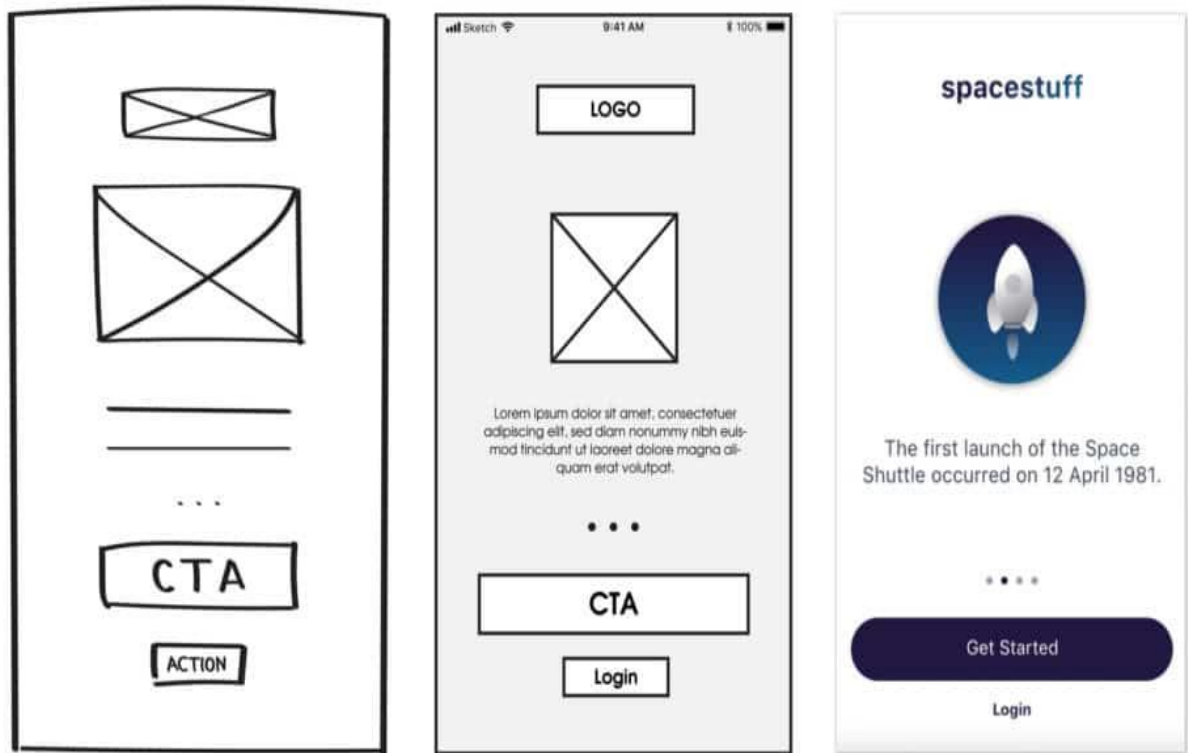 CTA
ACTION
Sketch 9:41 AM 100%
LOGO
Lorem ipsum dolor sit amet, consectetuer
adipiscing elit, sed diam nonummy nibh euis-
mod tincidunt ut laoreet dolore magna ali-
quam erat volutpat.
CTA
Login
spacestuff
The first launch of the Space
Shuttle occurred on 12 April 1981.
Get Started
Login